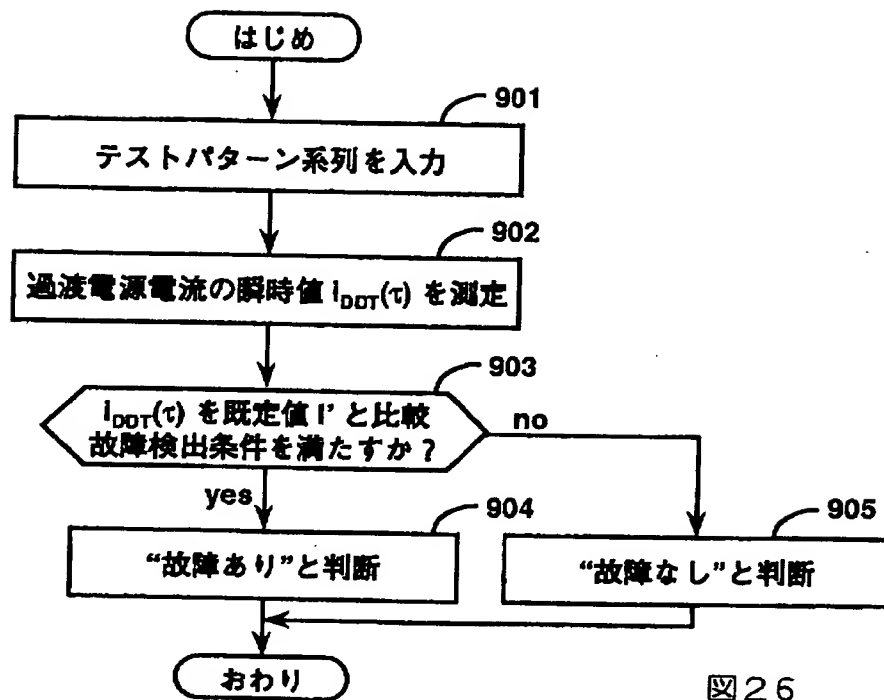 はじめ
901
テストパターン系列を入力
902
過渡電源電流の瞬時値 I_DDT(τ) を測定
903
I_DDT(τ) を既定値 I' と比較
故障検出条件を満たすか？
no
yes
904
“故障あり”と判断
905
“故障なし”と判断
おわり
図26